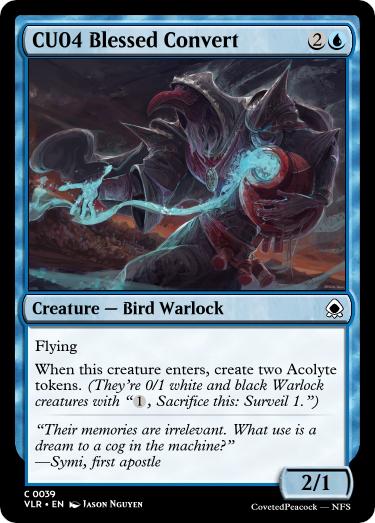 CU04 Blessed Convert 2
Creature — Bird Warlock
Flying
When this creature enters, create two Acolyte
tokens. (They're 0/1 white and black Warlock
creatures with “1, Sacrifice this: Surveil 1.”)
“Their memories are irrelevant. What use is a
dream to a cog in the machine?”
—Symi, first apostle
2/1
C 0039
VLR • EN Jason Nguyen
CovetedPeacock — NFS